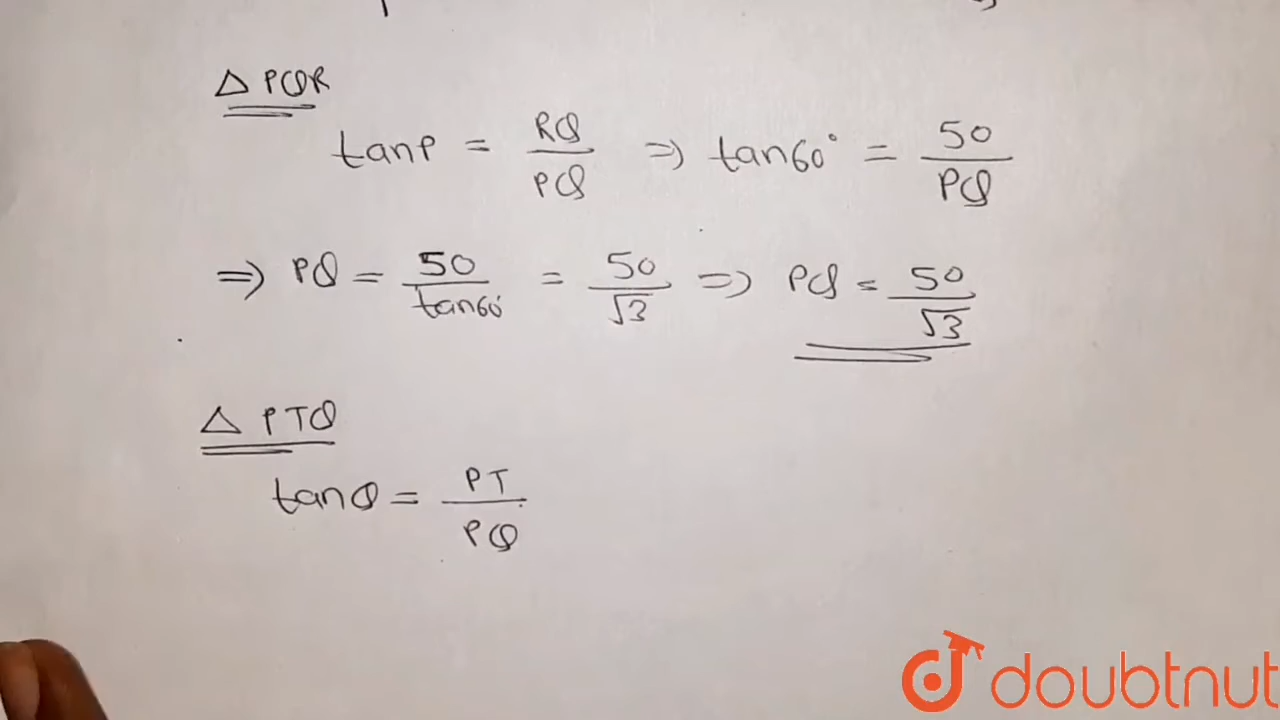 △ PQR
tanP = RQ/PQ ⇒ tan60° = 50/PQ
⇒ PQ = 50/tan60° = 50/√3 ⇒ PQ = 50/√3
△ PTQ
tanQ = PT/PQ
doubtnut